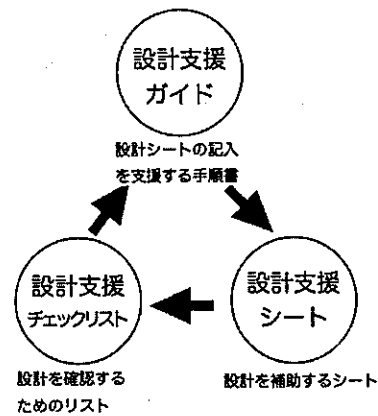 設計支援
ガイド
設計シートの記入
を支援する手順書
設計支援
チェックリスト
設計を確認する
ためのリスト
設計支援
シート
設計を補助するシート